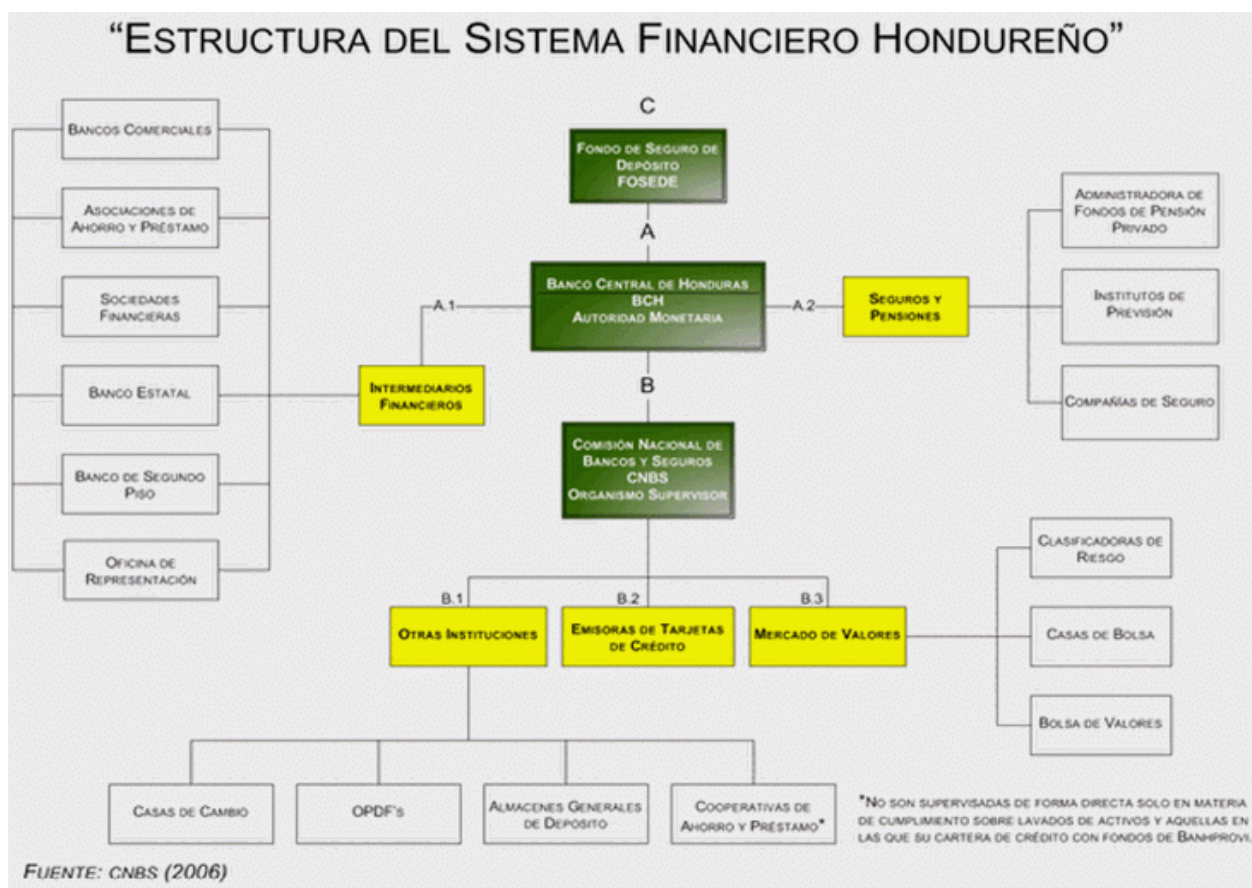 “ESTRUCTURA DEL SISTEMA FINANCIERO HONDUREÑO”
C
FONDO DE SEGURO DE
DEPÓSITO
FOSEDE
A
BANCO CENTRAL DE HONDURAS
BCH
AUTORIDAD MONETARIA
A.1
A.2
SEGUROS Y
PENSIONES
ADMINISTRADORA DE
FONDOS DE PENSIÓN
PRIVADO
INSTITUTOS DE
PREVISIÓN
COMPAÑÍAS DE SEGURO
BANCOS COMERCIALES
ASOCIACIONES DE
AHORRO Y PRÉSTAMO
SOCIEDADES
FINANCIERAS
BANCO ESTATAL
BANCO DE SEGUNDO
PISO
OFICINA DE
REPRESENTACIÓN
INTERMEDIARIOS
FINANCIEROS
B
COMISIÓN NACIONAL DE
BANCOS Y SEGUROS
CNBS
ORGANISMO SUPERVISOR
B.1
OTRAS INSTITUCIONES
B.2
EMISORAS DE TARJETAS
DE CRÉDITO
B.3
MERCADO DE VALORES
CLASIFICADORAS DE
RIESGO
CASAS DE BOLSA
BOLSA DE VALORES
CASAS DE CAMBIO
OPDF'S
ALMACENES GENERALES
DE DEPOSITO
COOPERATIVAS DE
AHORRO Y PRÉSTAMO*
*NO SON SUPERVISADAS DE FORMA DIRECTA SOLO EN MATERIA
DE CUMPLIMIENTO SOBRE LAVADOS DE ACTIVOS Y AQUELLAS EN
LAS QUE SU CARTERA DE CRÉDITO CON FONDOS DE BANHPROVI.
FUENTE: CNBS (2006)